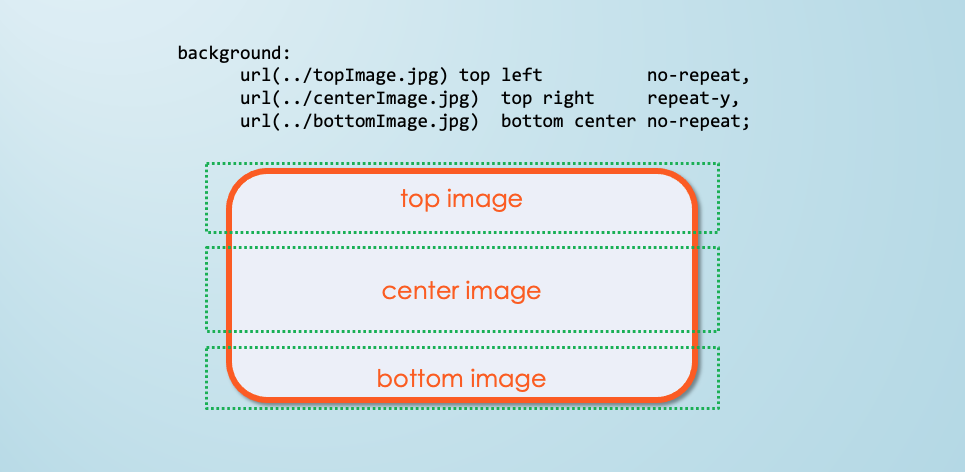 background:
url(../topImage.jpg) top left no-repeat,
url(../centerImage.jpg) top right repeat-y,
url(../bottomImage.jpg) bottom center no-repeat;
top image
center image
bottom image